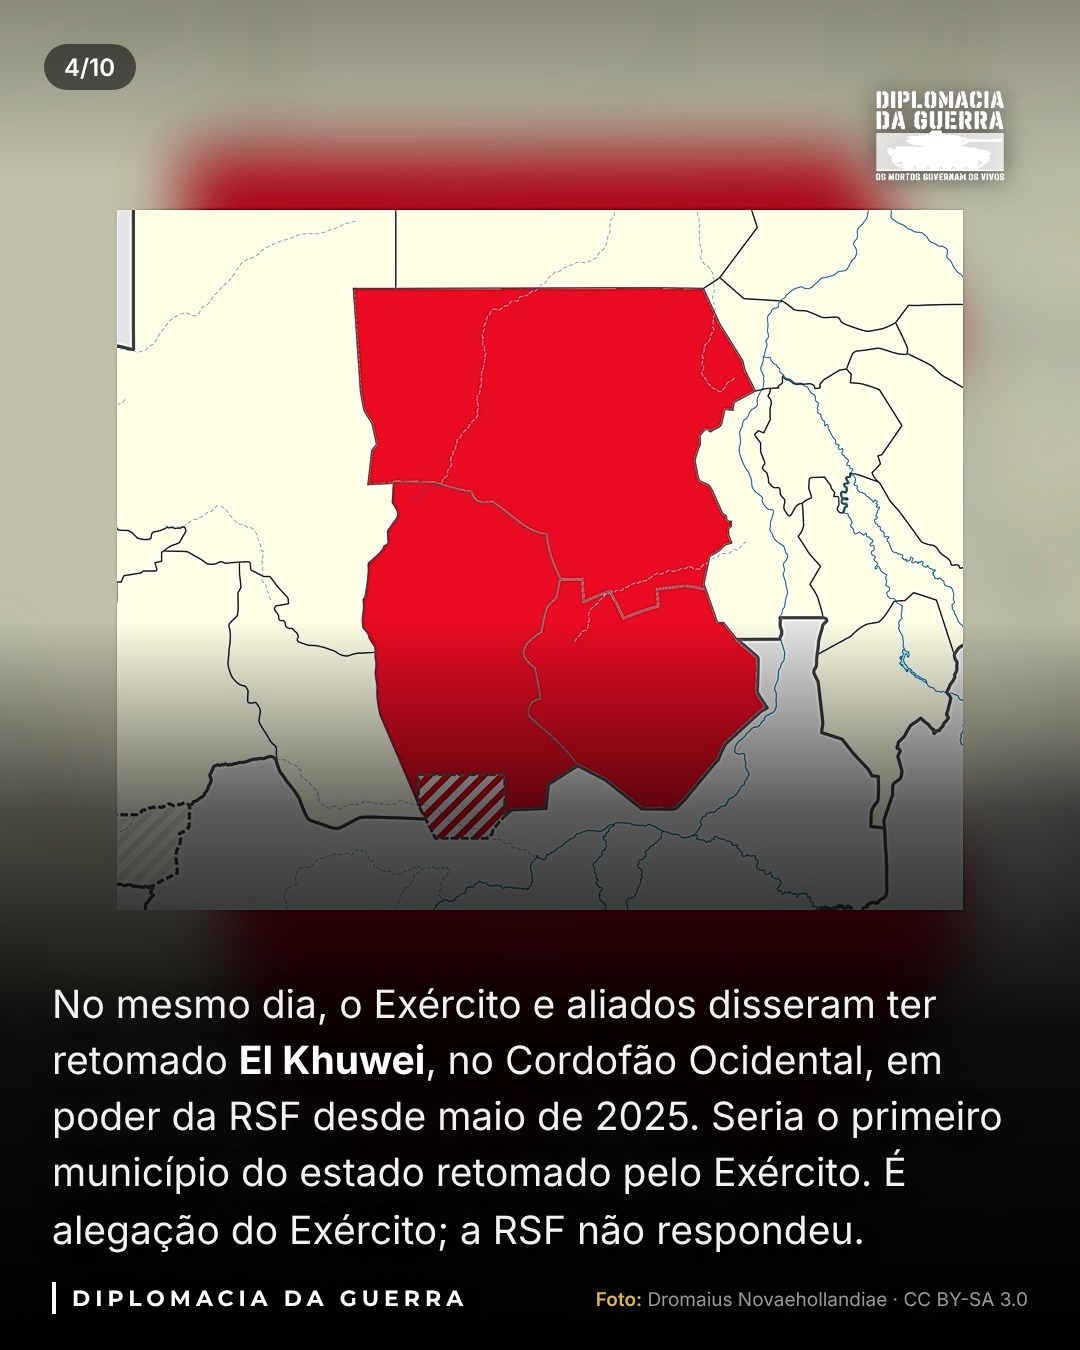 4/10
DIPLOMACIA
DA GUERRA
OS MORTOS GOVERNAM OS VIVOS
No mesmo dia, o Exército e aliados disseram ter
retomado El Khuwei, no Cordofão Ocidental, em
poder da RSF desde maio de 2025. Seria o primeiro
município do estado retomado pelo Exército. É
alegação do Exército; a RSF não respondeu.
DIPLOMACIA DA GUERRA
Foto: Dromaius Novaehollandiae · CC BY-SA 3.0